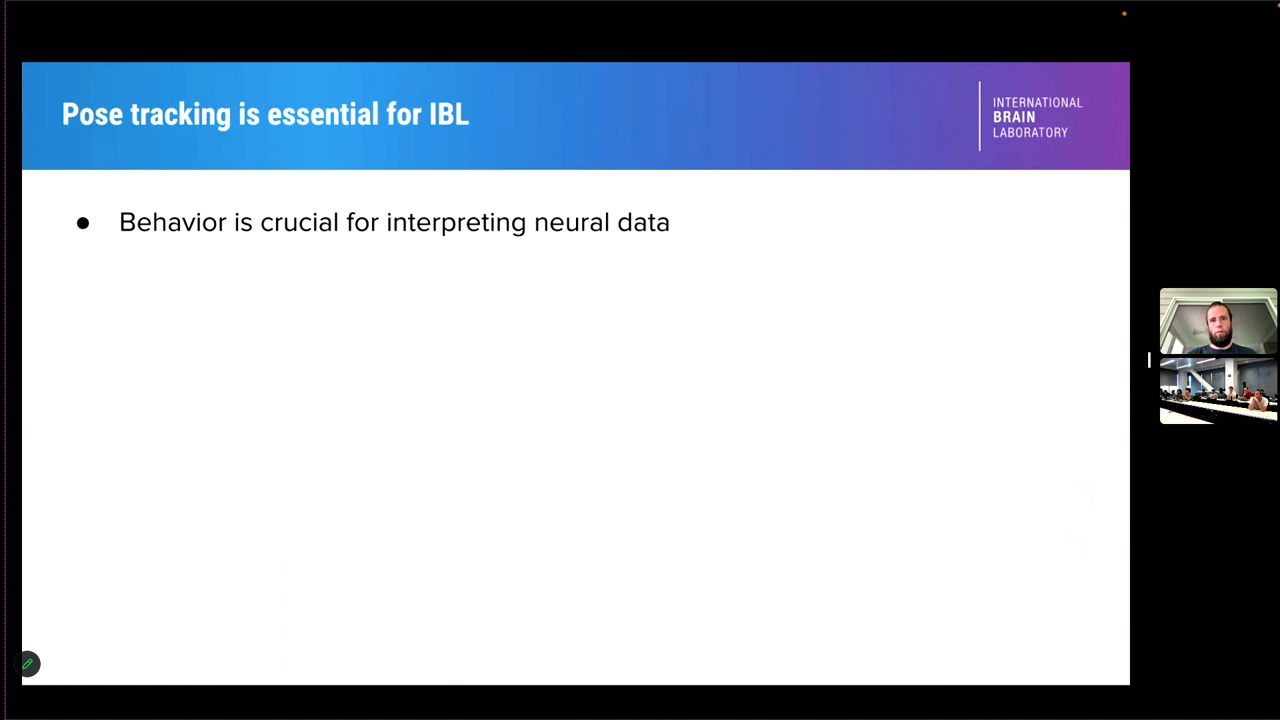 Pose tracking is essential for IBL
INTERNATIONAL
BRAIN
LABORATORY
● Behavior is crucial for interpreting neural data